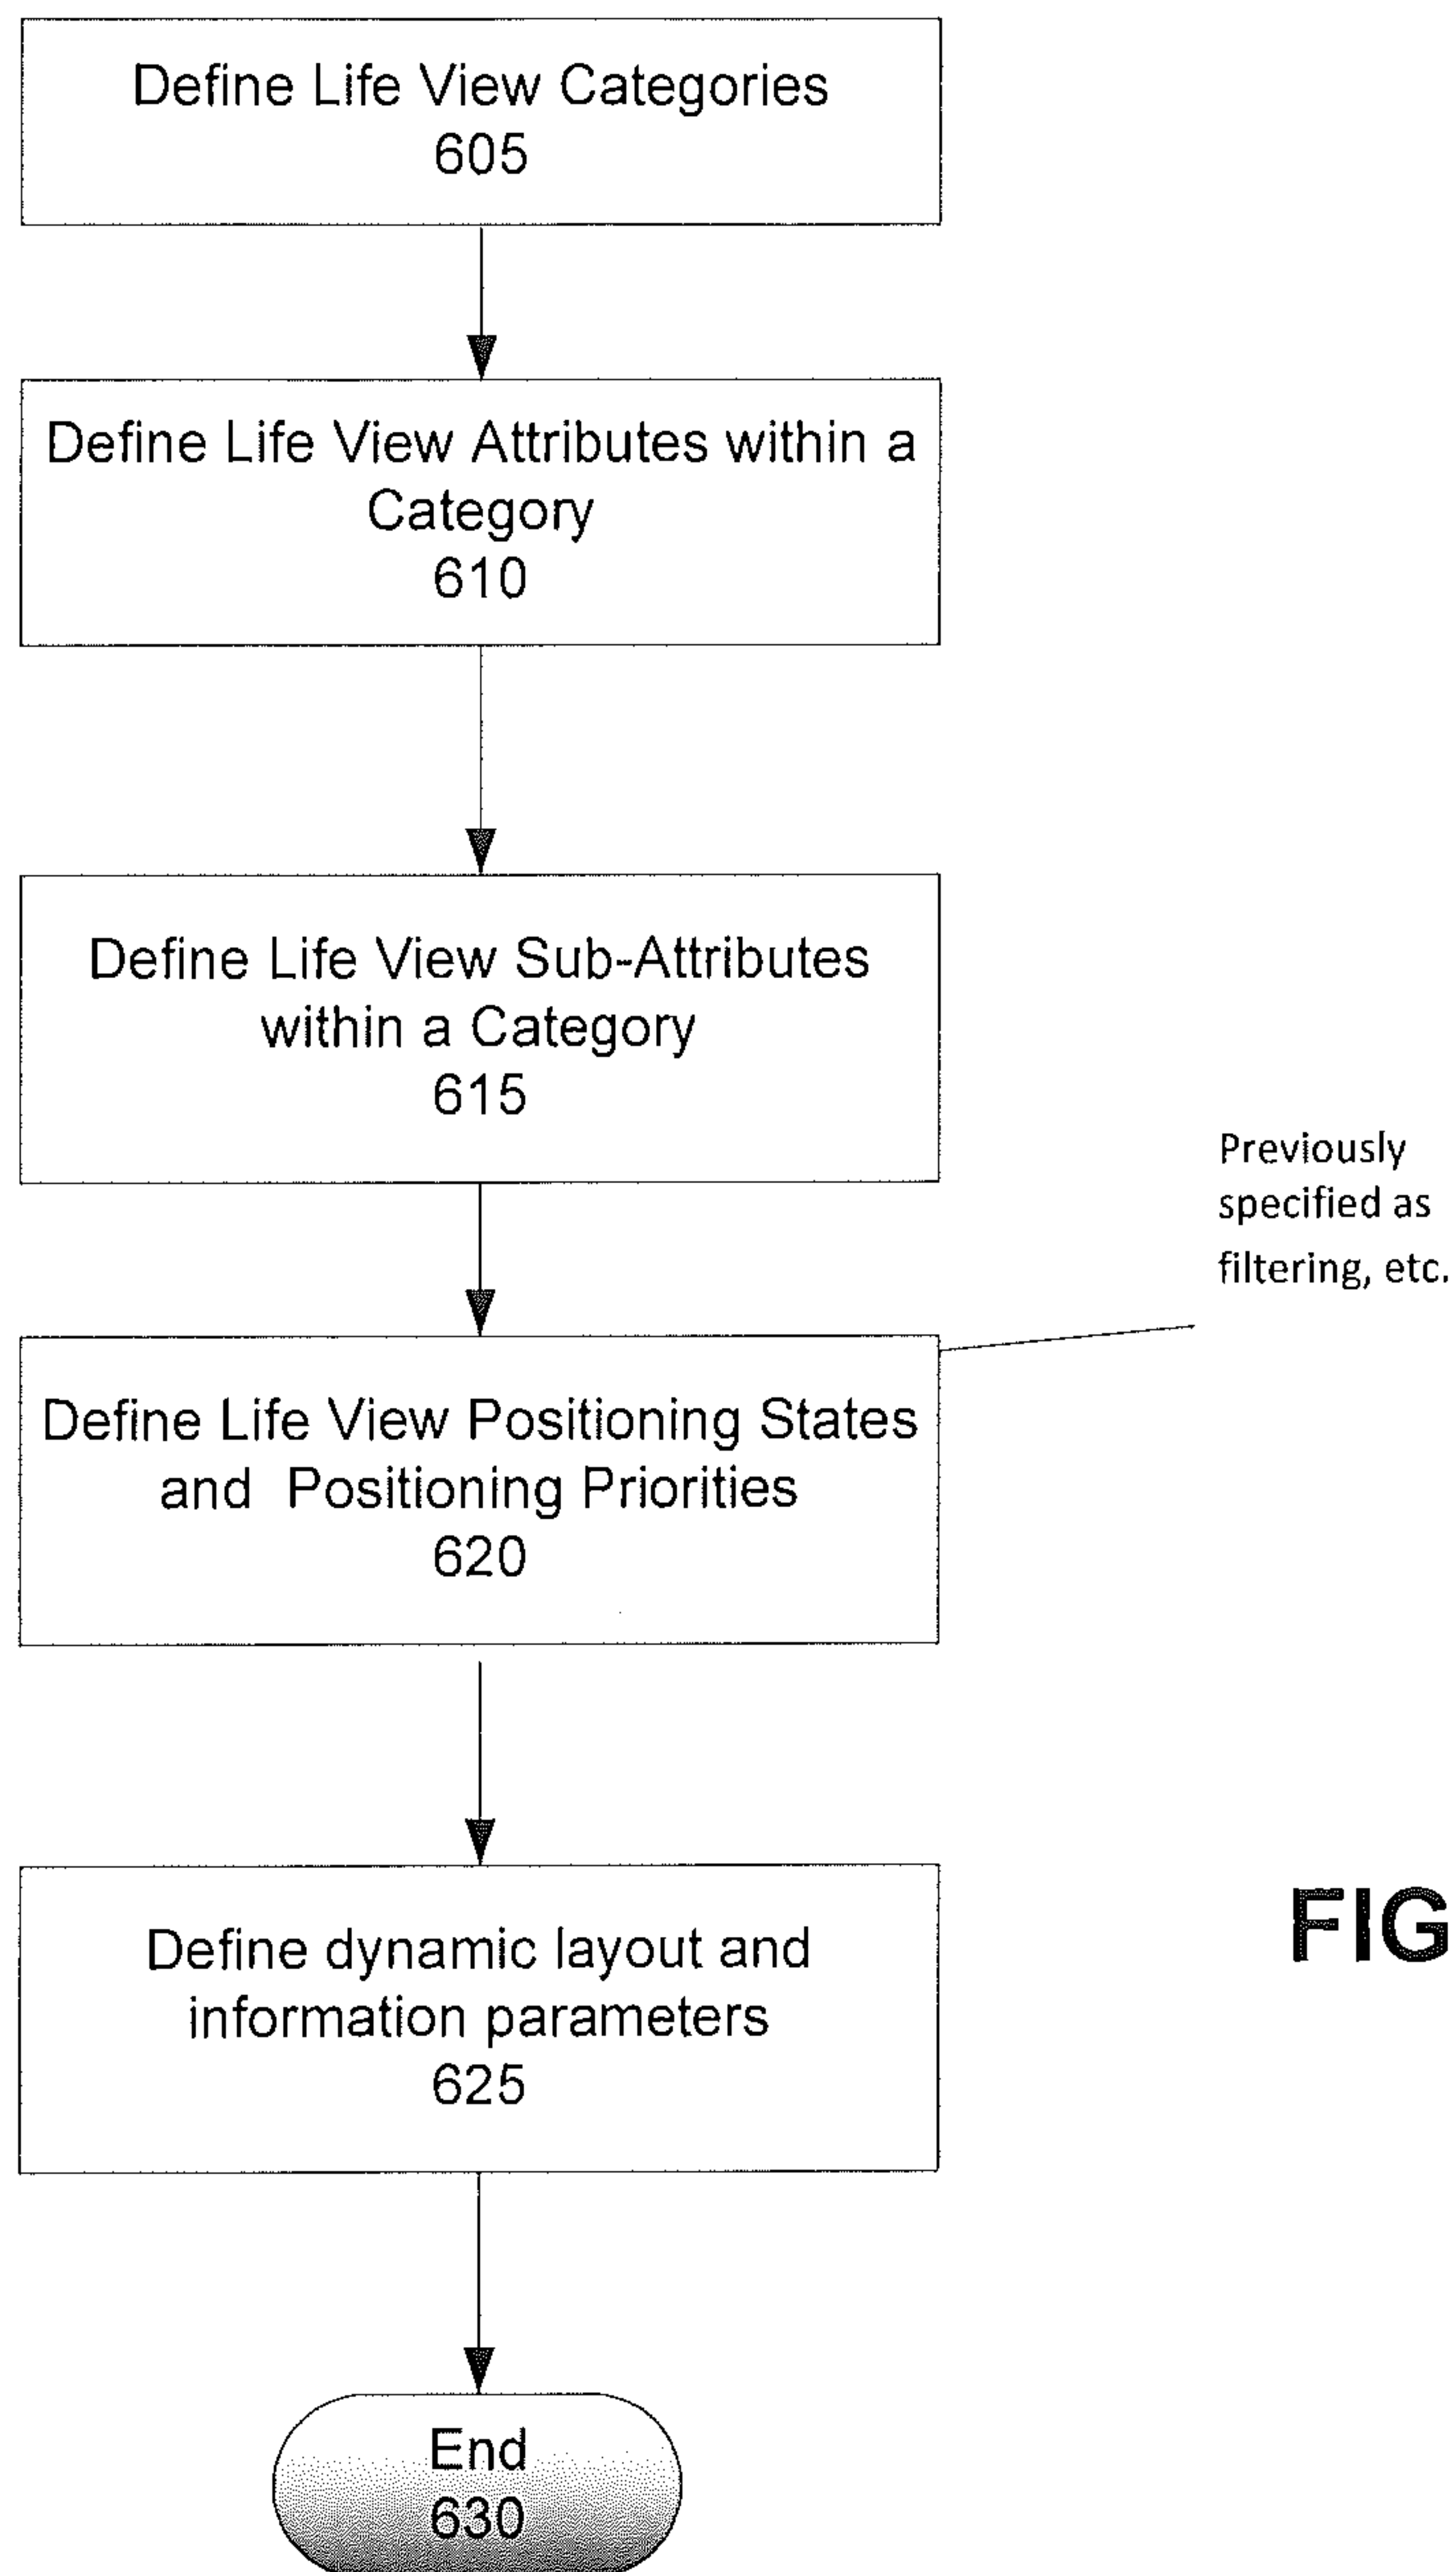 Define Life View Categories
605
Define Life View Attributes within a
Category
610
Define Life View Sub-Attributes
within a Category
615
Previously
specified as
filtering, etc.
Define Life View Positioning States
and Positioning Priorities
620
Define dynamic layout and
information parameters
625
FIG
End
630